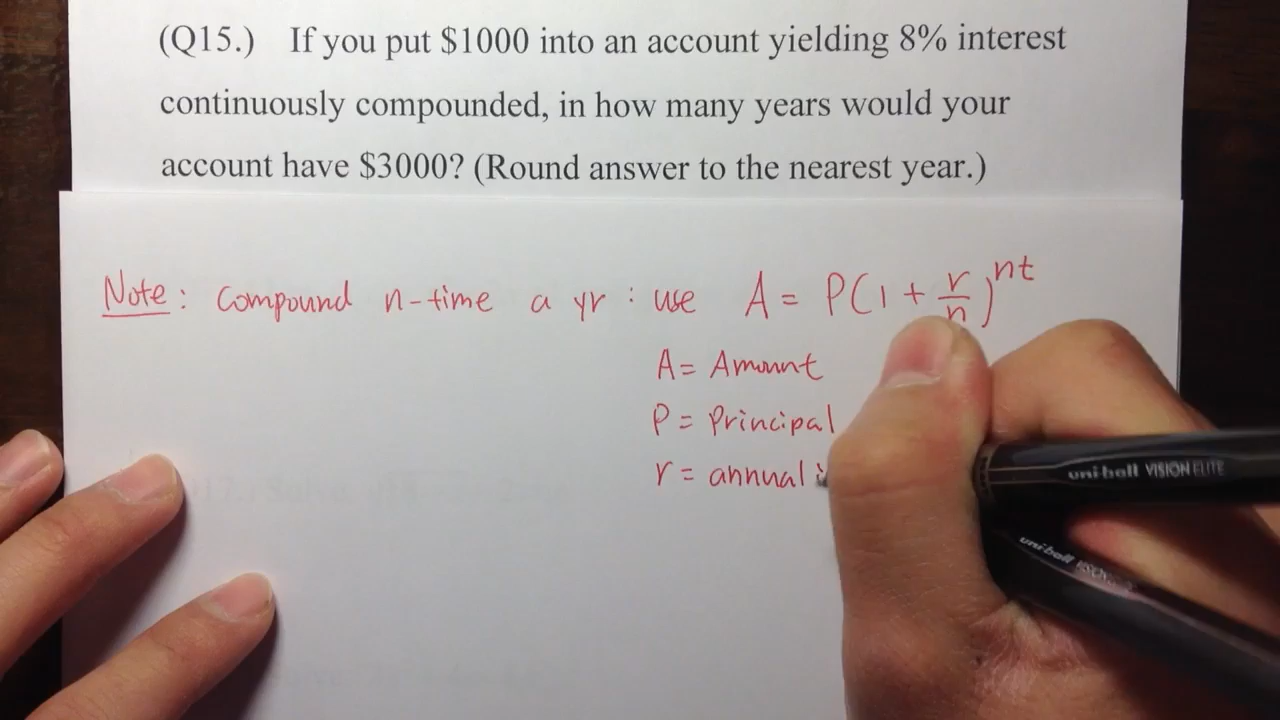 (Q15.) If you put $1000 into an account yielding 8% interest
continuously compounded, in how many years would your
account have $3000? (Round answer to the nearest year.)
Note: Compound n-time a yr : use A = P(1 + r/n)^nt
A = Amount
P = Principal
r = annual i
uni-ball VISION ELITE
uni-ball VISION